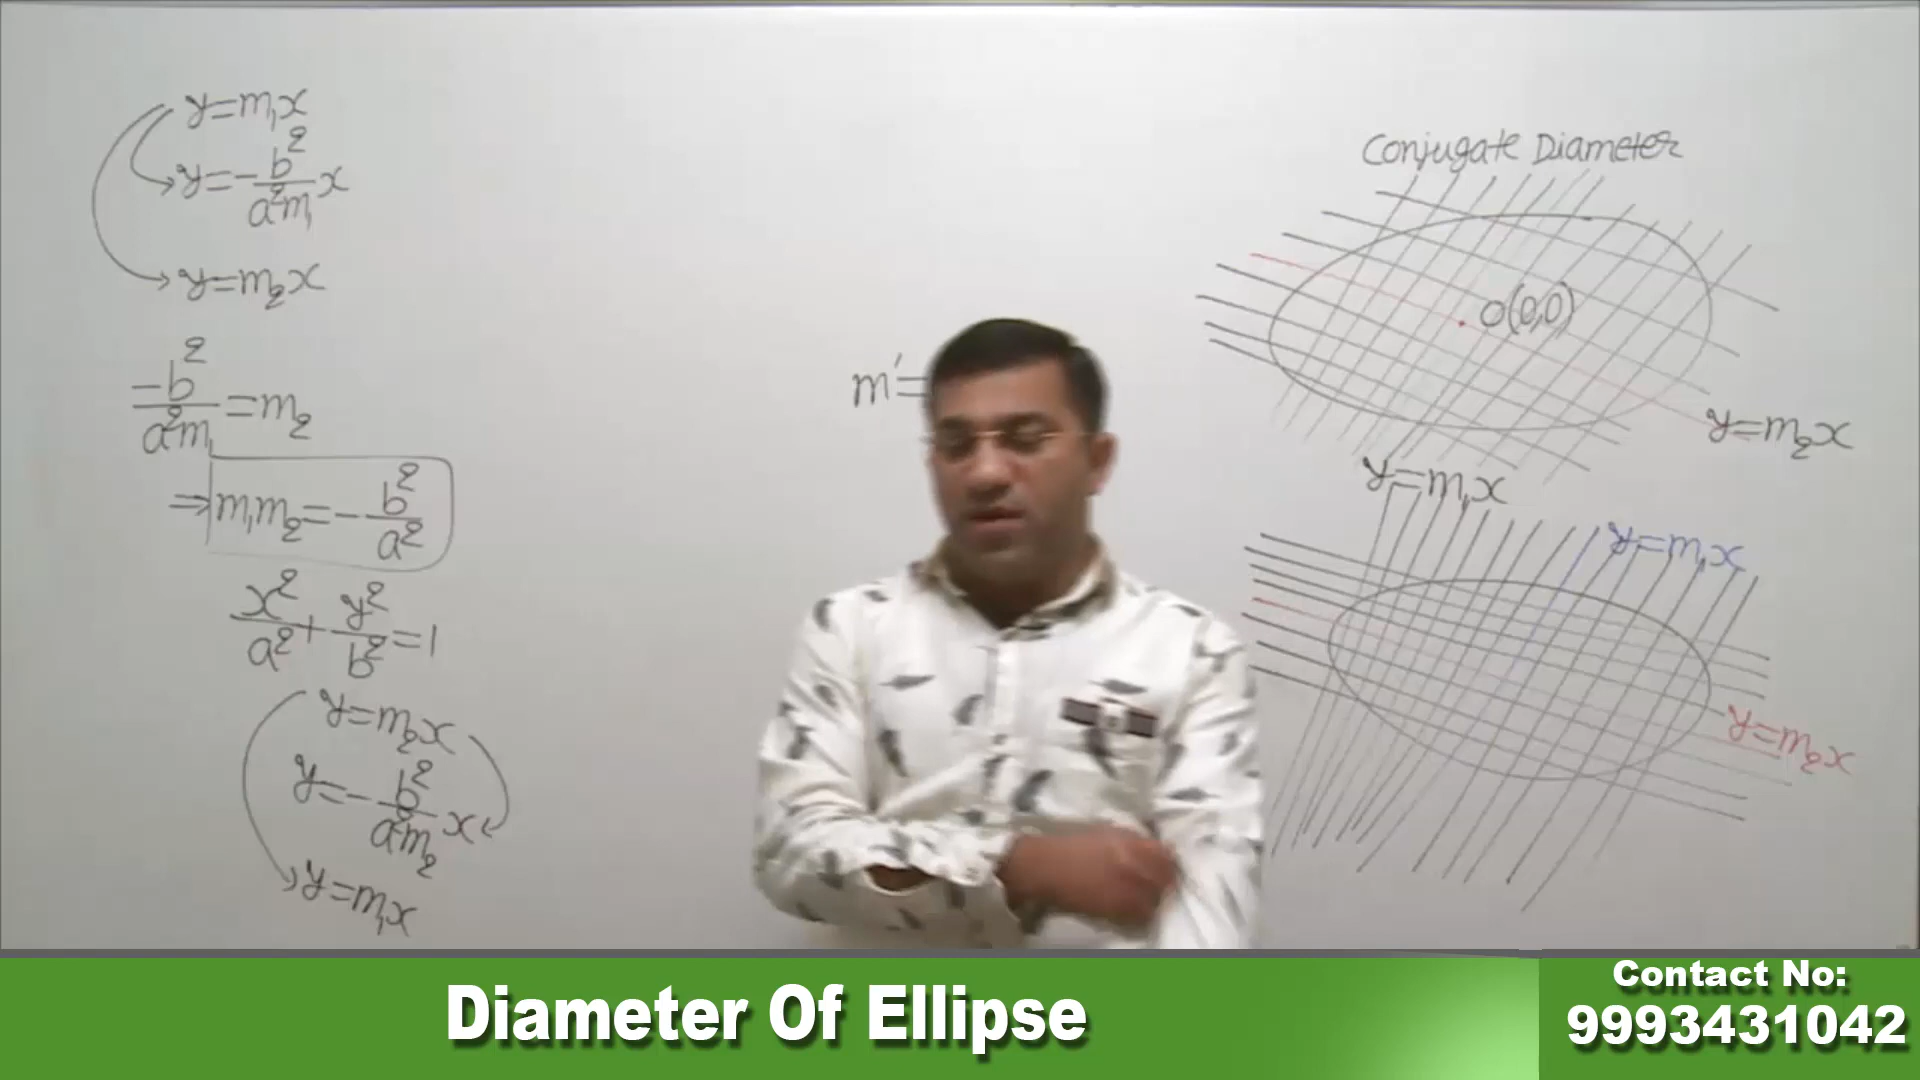 y=m₁x
y=-b²/a²m₁ x
y=m₂x
-b²/a²m₁=m₂
⇒m₁m₂=-b²/a²
x²/a²+y²/b²=1
y=m₂x
y=-b²/a²m₂ x
y=m₁x
m'=
Conjugate Diameter
O(0,0)
y=m₂x
y=m₁x
y=m₁x
y=m₂x
Diameter Of Ellipse
Contact No:
9993431042